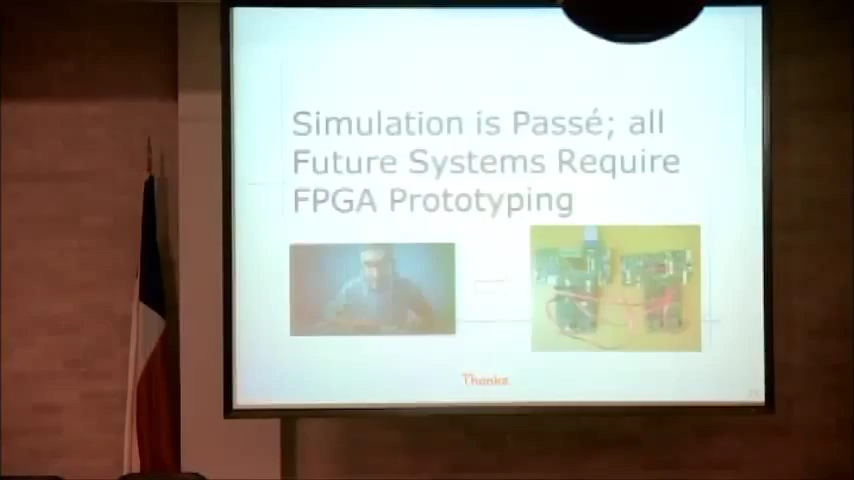 Simulation is Passé; all
Future Systems Require
FPGA Prototyping
Thanks